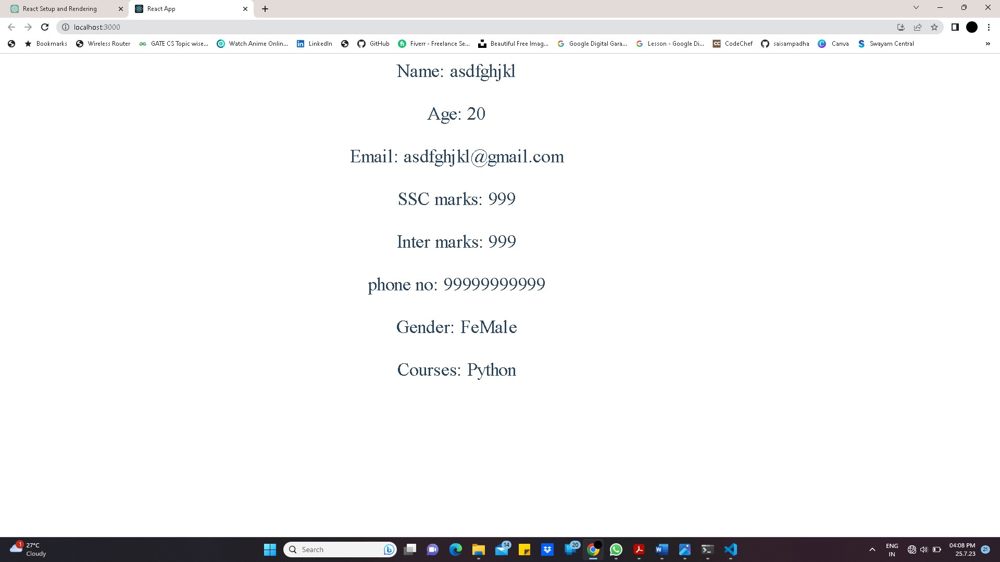 React Setup and Rendering
React App
localhost:3000
Bookmarks
Wireless Router
GATE CS Topic wise...
Watch Anime Onlin...
LinkedIn
GitHub
Fiverr - Freelance Se...
Beautiful Free Imag...
Google Digital Gara...
Lesson - Google Di...
CodeChef
saisampadha
Canva
Swayam Central
Name: asdfghjkl
Age: 20
Email: asdfghjkl@gmail.com
SSC marks: 999
Inter marks: 999
phone no: 99999999999
Gender: FeMale
Courses: Python
1
27°C
Cloudy
Search
14
20
ENG
IN
04:08 PM
25.7.23
21